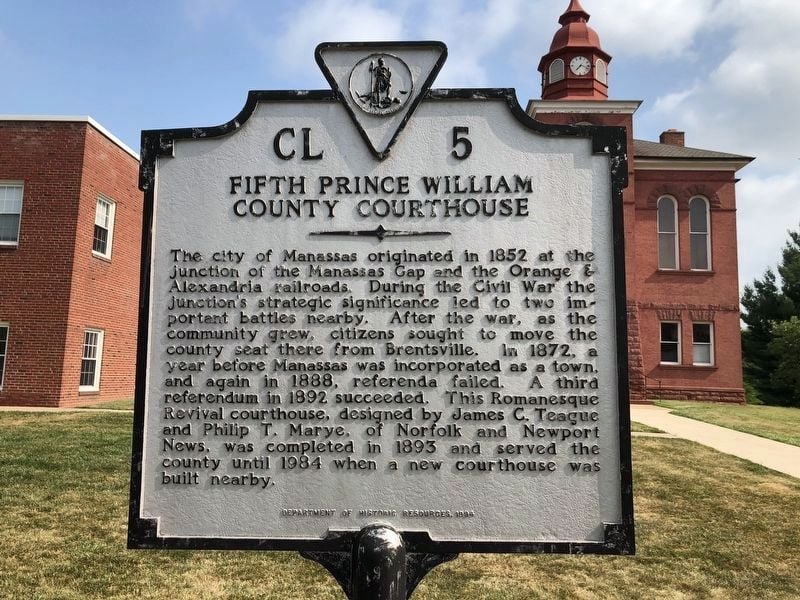 CL 5
FIFTH PRINCE WILLIAM
COUNTY COURTHOUSE
The city of Manassas originated in 1852 at the
junction of the Manassas Gap and the Orange &
Alexandria railroads. During the Civil War the
junction's strategic significance led to two im-
portant battles nearby. After the war, as the
community grew, citizens sought to move the
county seat there from Brentsville. In 1872, a
year before Manassas was incorporated as a town,
and again in 1888, referenda failed. A third
referendum in 1892 succeeded. This Romanesque
Revival courthouse, designed by James C. Teague
and Philip T. Marye, of Norfolk and Newport
News, was completed in 1893 and served the
county until 1984 when a new courthouse was
built nearby.
DEPARTMENT OF HISTORIC RESOURCES,